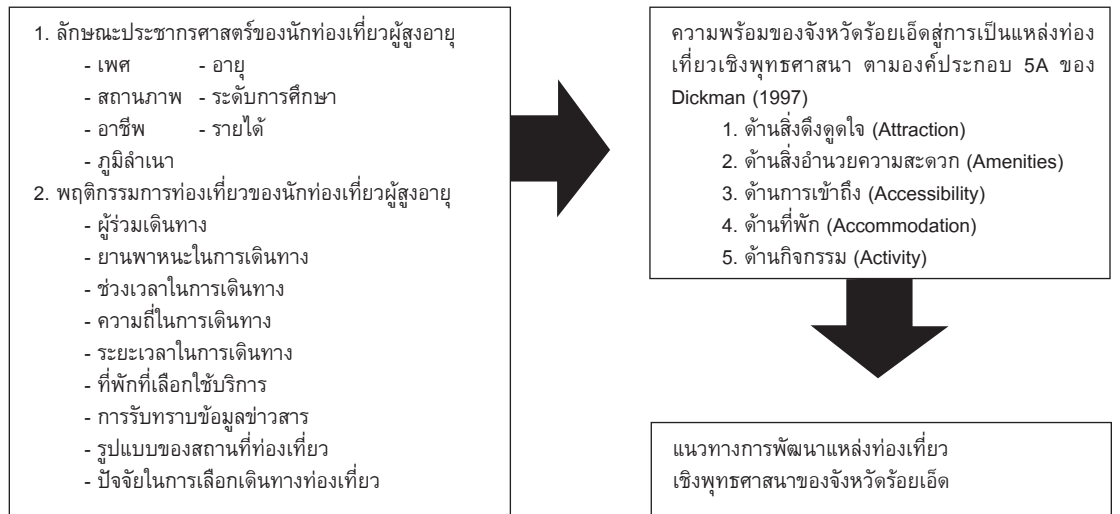 1. ลักษณะประชากรศาสตร์ของนักท่องเที่ยวผู้สูงอายุ
- เพศ - อายุ
- สถานภาพ - ระดับการศึกษา
- อาชีพ - รายได้
- ภูมิลำเนา
2. พฤติกรรมการท่องเที่ยวของนักท่องเที่ยวผู้สูงอายุ
- ผู้ร่วมเดินทาง
- ยานพาหนะในการเดินทาง
- ช่วงเวลาในการเดินทาง
- ความถี่ในการเดินทาง
- ระยะเวลาในการเดินทาง
- ที่พักที่เลือกใช้บริการ
- การรับทราบข้อมูลข่าวสาร
- รูปแบบของสถานที่ท่องเที่ยว
- ปัจจัยในการเลือกเดินทางท่องเที่ยว
ความพร้อมของจังหวัดร้อยเอ็ดสู่การเป็นแหล่งท่อง
เที่ยวเชิงพุทธศาสนา ตามองค์ประกอบ 5A ของ
Dickman (1997)
1. ด้านสิ่งดึงดูดใจ (Attraction)
2. ด้านสิ่งอำนวยความสะดวก (Amenities)
3. ด้านการเข้าถึง (Accessibility)
4. ด้านที่พัก (Accommodation)
5. ด้านกิจกรรม (Activity)
แนวทางการพัฒนาแหล่งท่องเที่ยว
เชิงพุทธศาสนาของจังหวัดร้อยเอ็ด